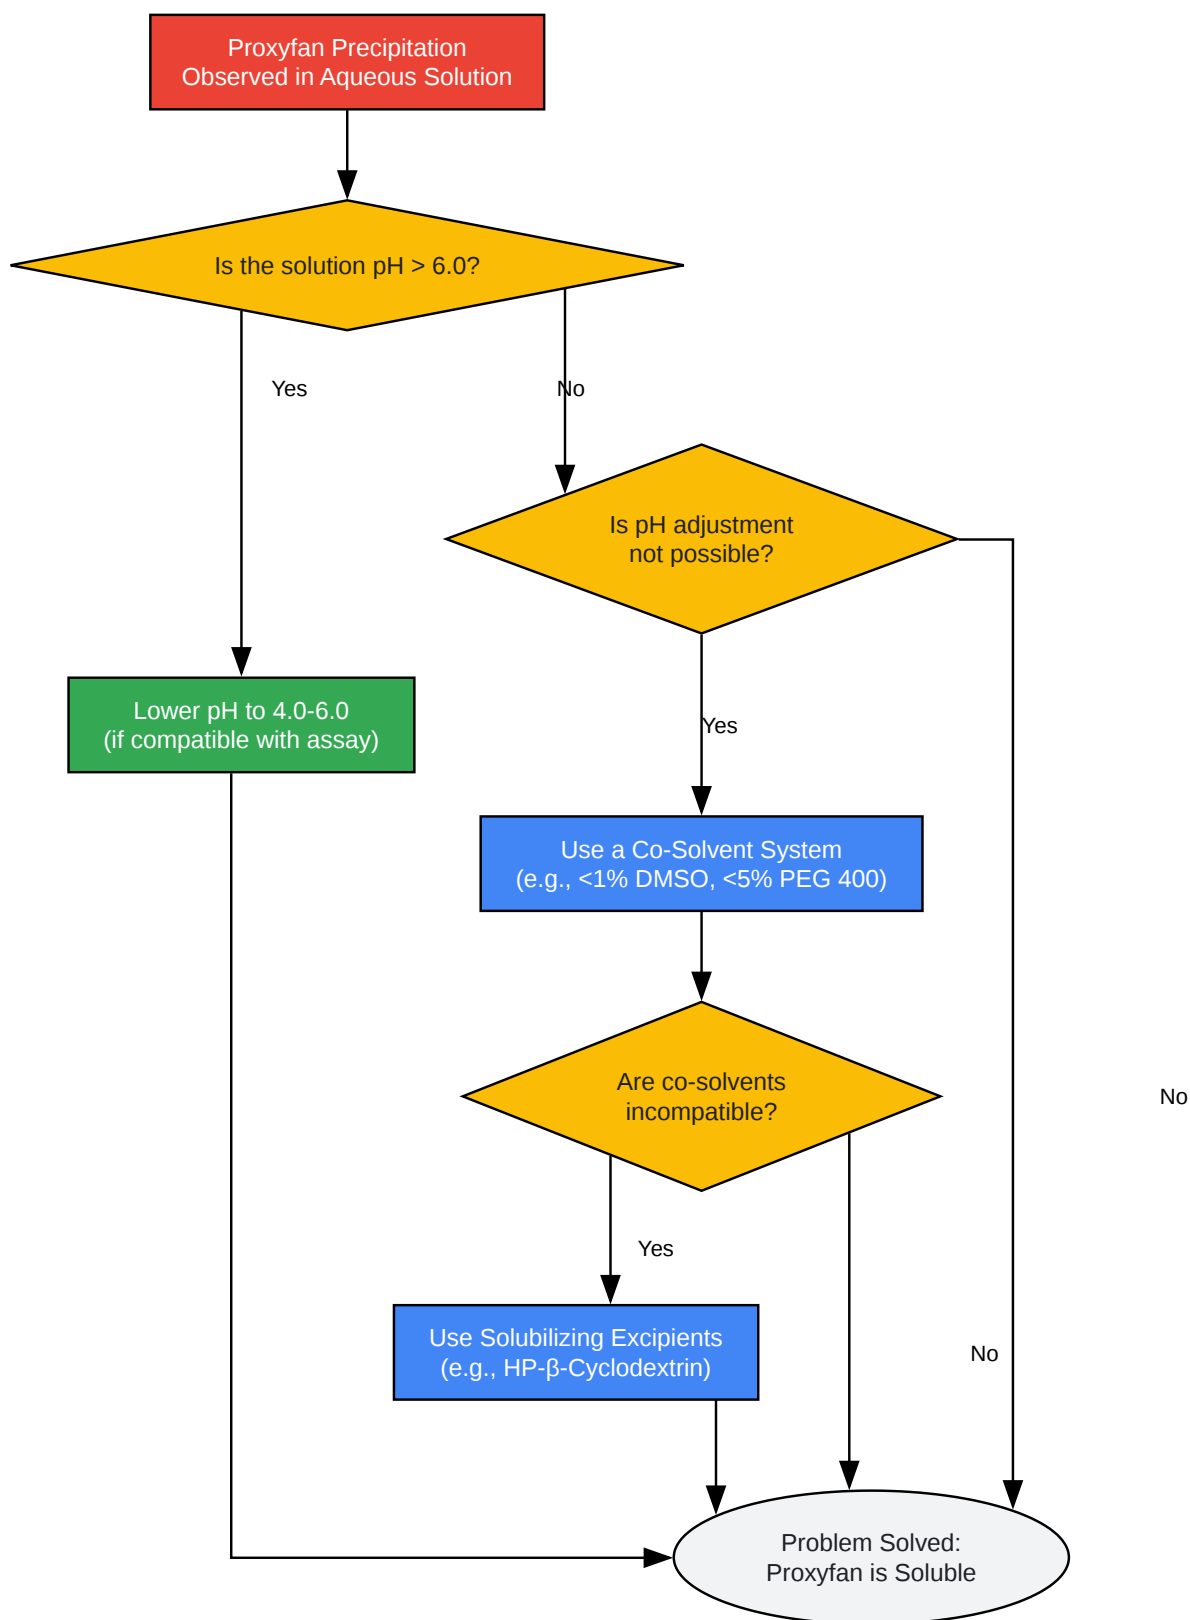 Proxyfan Precipitation
Observed in Aqueous Solution
Is the solution pH > 6.0?
Yes
No
Is pH adjustment
not possible?
Lower pH to 4.0-6.0
(if compatible with assay)
Yes
Use a Co-Solvent System
(e.g., <1% DMSO, <5% PEG 400)
Are co-solvents
incompatible?
No
Yes
Use Solubilizing Excipients
(e.g., HP-β-Cyclodextrin)
No
Problem Solved:
Proxyfan is Soluble